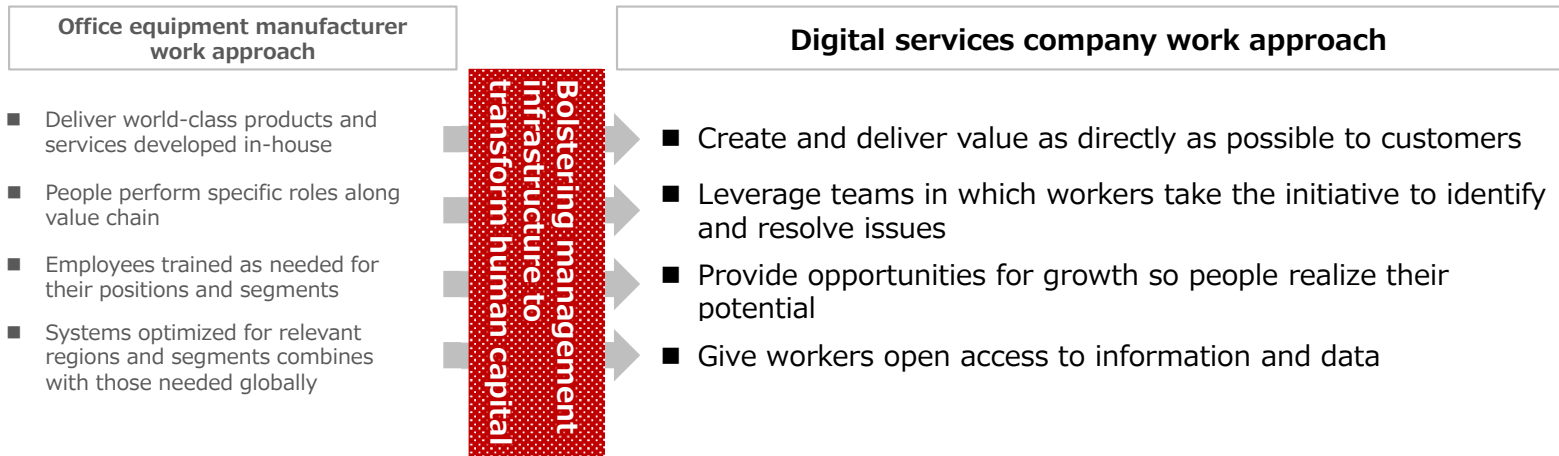 Office equipment manufacturer
work approach
Digital services company work approach
■ Deliver world-class products and
services developed in-house
■ People perform specific roles along
value chain
■ Employees trained as needed for
their positions and segments
■ Systems optimized for relevant
regions and segments combines
with those needed globally
Bolstering management
infrastructure to
transform human capital
■ Create and deliver value as directly as possible to customers
■ Leverage teams in which workers take the initiative to identify
and resolve issues
■ Provide opportunities for growth so people realize their
potential
■ Give workers open access to information and data